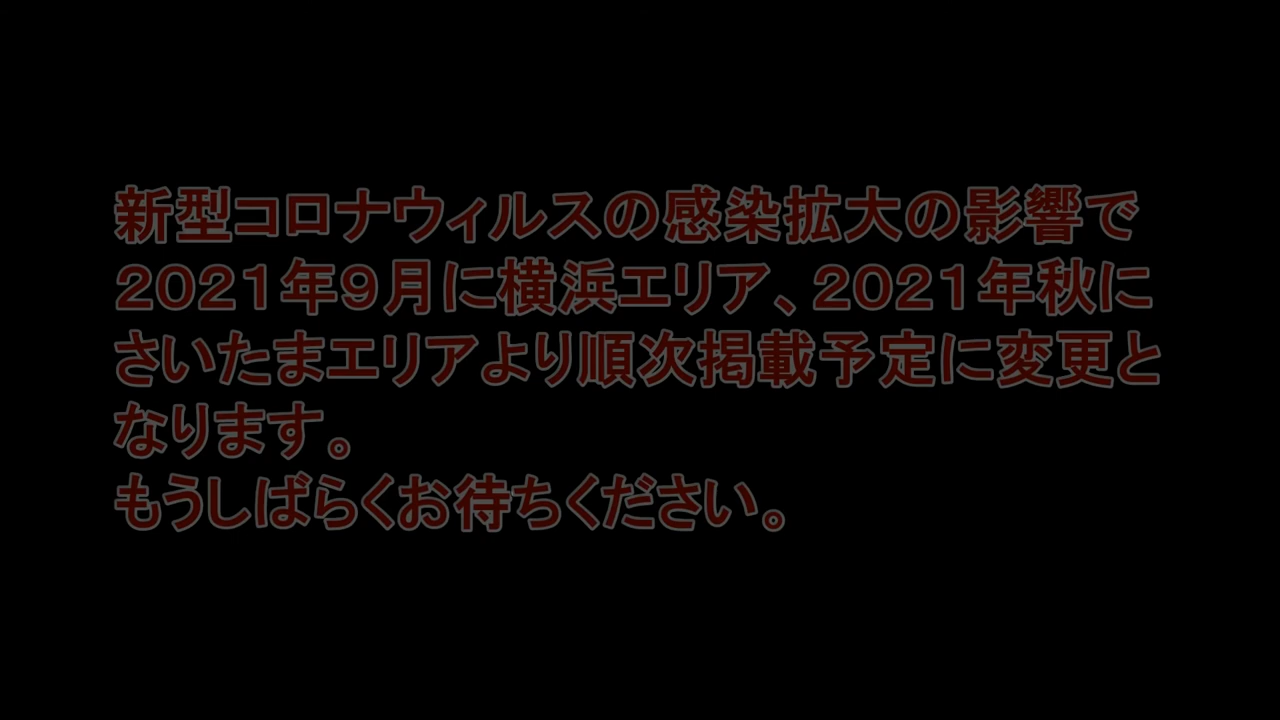 新型コロナウィルスの感染拡大の影響で
２０２１年９月に横浜エリア、２０２１年秋に
さいたまエリアより順次掲載予定に変更と
なります。
もうしばらくお待ちください。